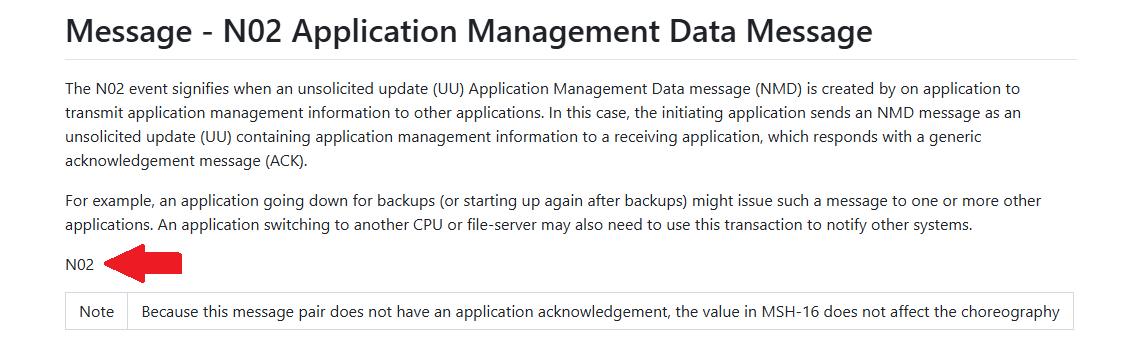 Message - N02 Application Management Data Message
The N02 event signifies when an unsolicited update (UU) Application Management Data message (NMD) is created by on application to
transmit application management information to other applications. In this case, the initiating application sends an NMD message as an
unsolicited update (UU) containing application management information to a receiving application, which responds with a generic
acknowledgement message (ACK).
For example, an application going down for backups (or starting up again after backups) might issue such a message to one or more other
applications. An application switching to another CPU or file-server may also need to use this transaction to notify other systems.
N02
Note Because this message pair does not have an application acknowledgement, the value in MSH-16 does not affect the choreography